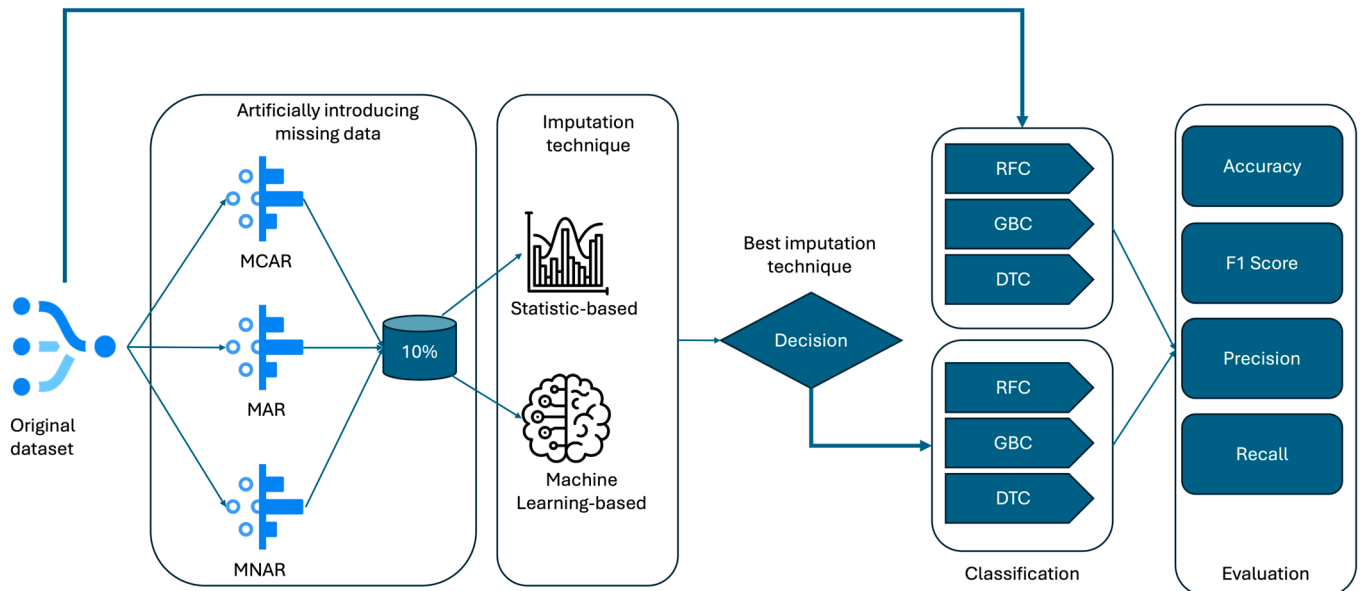 Original
dataset
Artificially introducing
missing data
MCAR
MAR
MNAR
10%
Imputation
technique
Statistic-based
Machine
Learning-based
Best imputation
technique
Decision
RFC
GBC
DTC
RFC
GBC
DTC
Classification
Accuracy
F1 Score
Precision
Recall
Evaluation